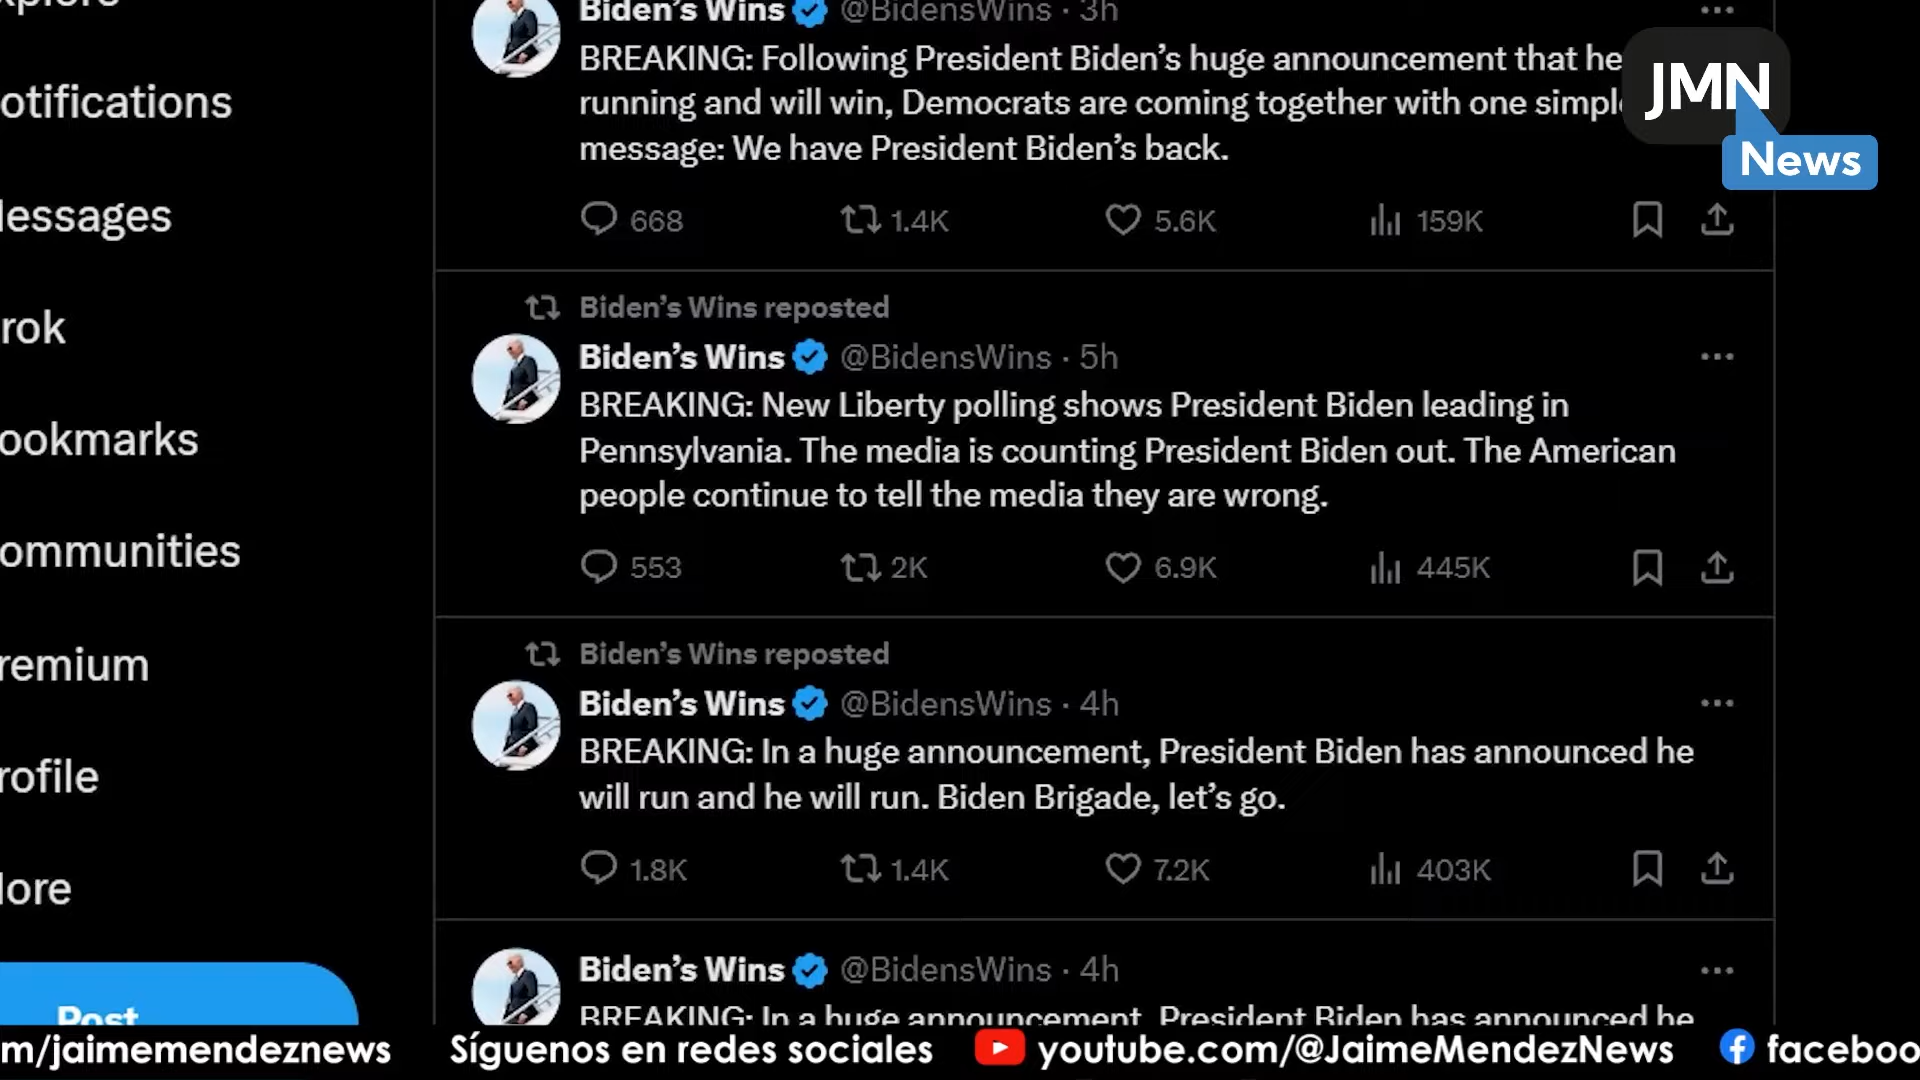 xplore
otifications
essages
rok
ookmarks
ommunities
remium
rofile
ore
Post
Biden's Wins @BidensWins · 3h
BREAKING: Following President Biden's huge announcement that he
running and will win, Democrats are coming together with one simpl
message: We have President Biden's back.
668 1.4K 5.6K 159K
Biden's Wins reposted
Biden's Wins @BidensWins · 5h
BREAKING: New Liberty polling shows President Biden leading in
Pennsylvania. The media is counting President Biden out. The American
people continue to tell the media they are wrong.
553 2K 6.9K 445K
Biden's Wins reposted
Biden's Wins @BidensWins · 4h
BREAKING: In a huge announcement, President Biden has announced he
will run and he will run. Biden Brigade, let's go.
1.8K 1.4K 7.2K 403K
Biden's Wins @BidensWins · 4h
BREAKING: In a huge announcement, President Biden has announced he
JMN
News
m/jaimemendeznews Síguenos en redes sociales youtube.com/@JaimeMendezNews faceboo